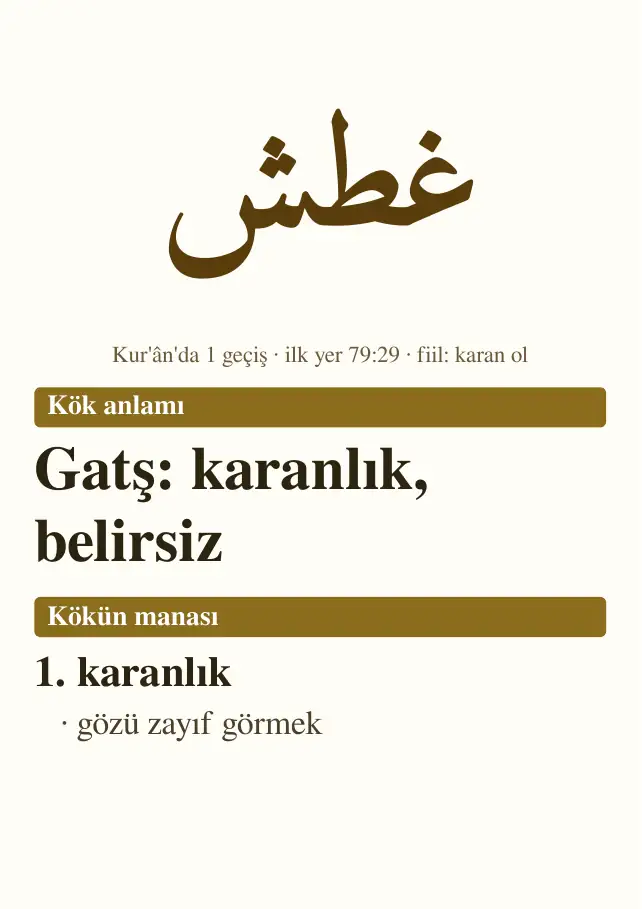 غطش
Kur'ân'da 1 geçiş · ilk yer 79:29 · fiil: karan ol
Kök anlamı
Gatş: karanlık,
belirsiz
Kökün manası
1. karanlık
· gözü zayıf görmek